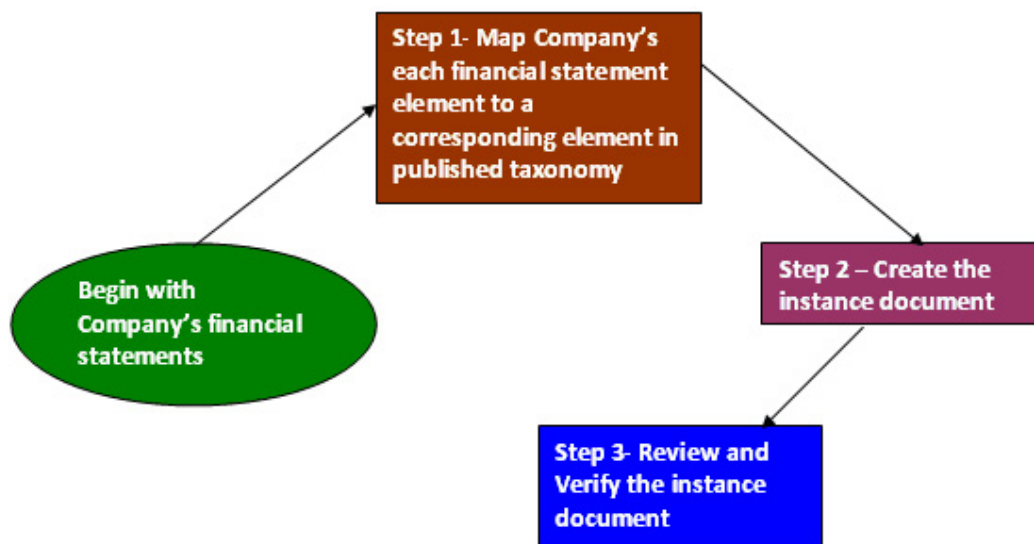 Begin with
Company’s financial
statements
Step 1- Map Company’s
each financial statement
element to a
corresponding element in
published taxonomy
Step 2 – Create the
instance document
Step 3- Review and
Verify the instance
document